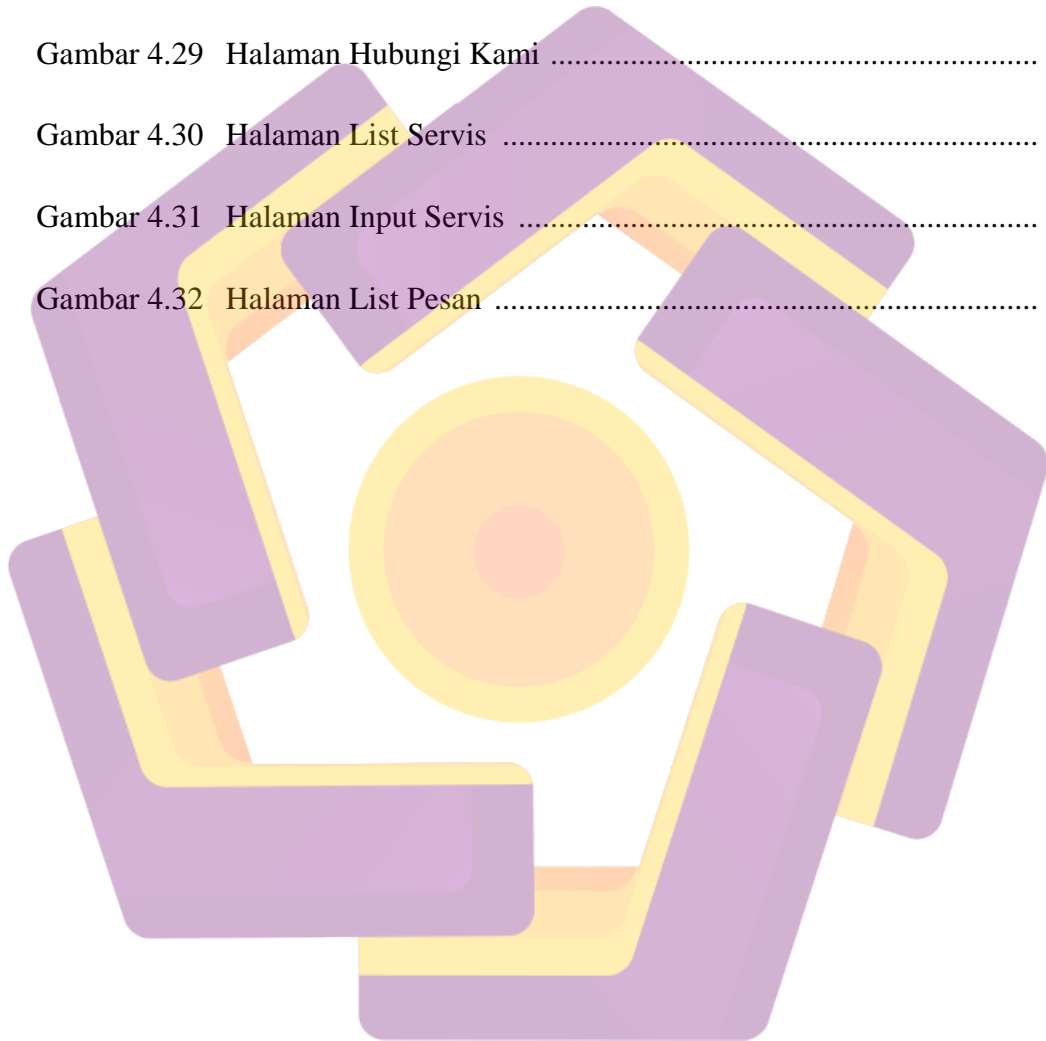 Gambar 4.29 Halaman Hubungi Kami ..............................................................
Gambar 4.30 Halaman List Servis ....................................................................
Gambar 4.31 Halaman Input Servis ..................................................................
Gambar 4.32 Halaman List Pesan .....................................................................